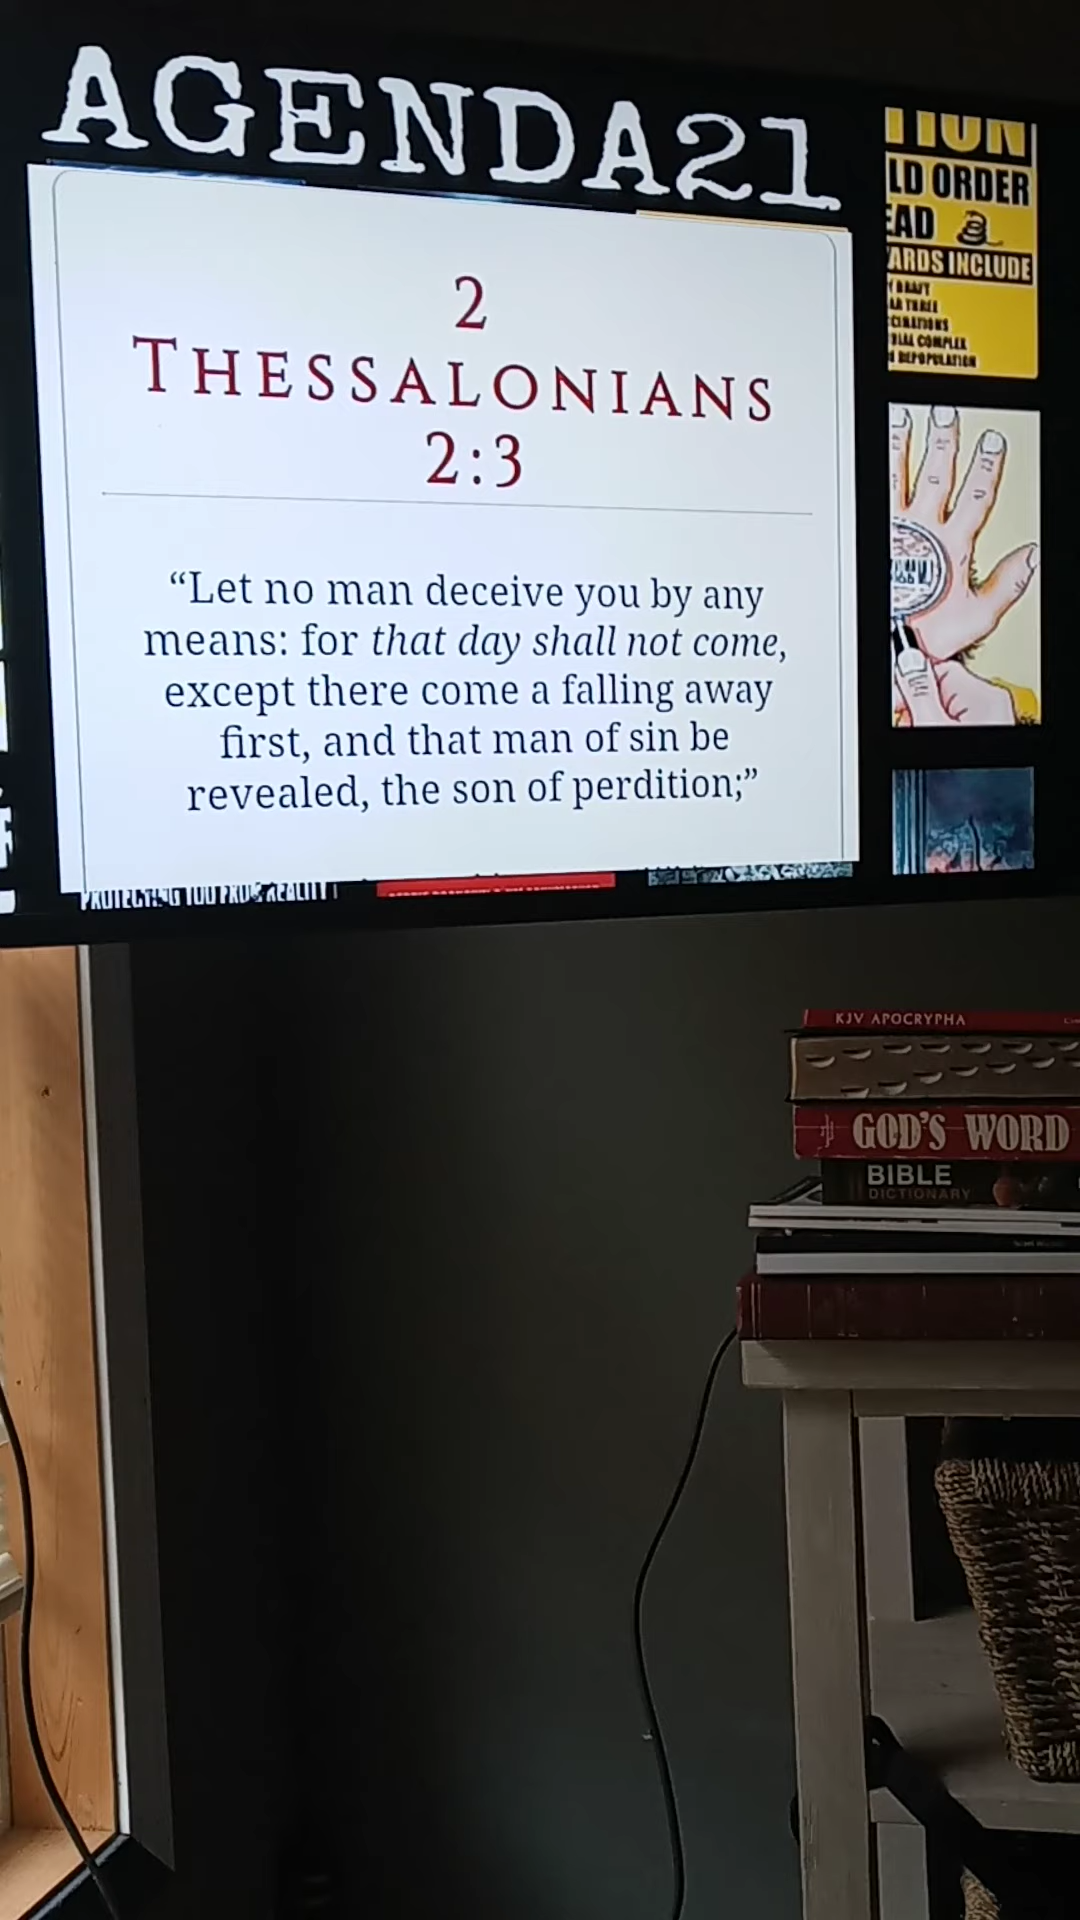 AGENDA21
2
THESSALONIANS
2:3
“Let no man deceive you by any
means: for that day shall not come,
except there come a falling away
first, and that man of sin be
revealed, the son of perdition;”
LD ORDER
ARDS INCLUDE
DEPOPULATION
KJV APOCRYPHA
GOD'S WORD
BIBLE
DICTIONARY